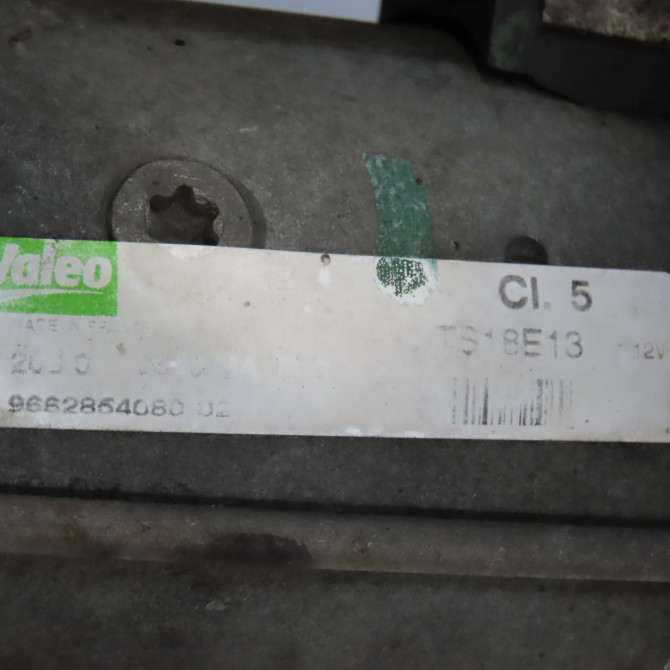 Valeo
Cl. 5
MADE IN FRANCE
TS18E13 12V
9662854080 02